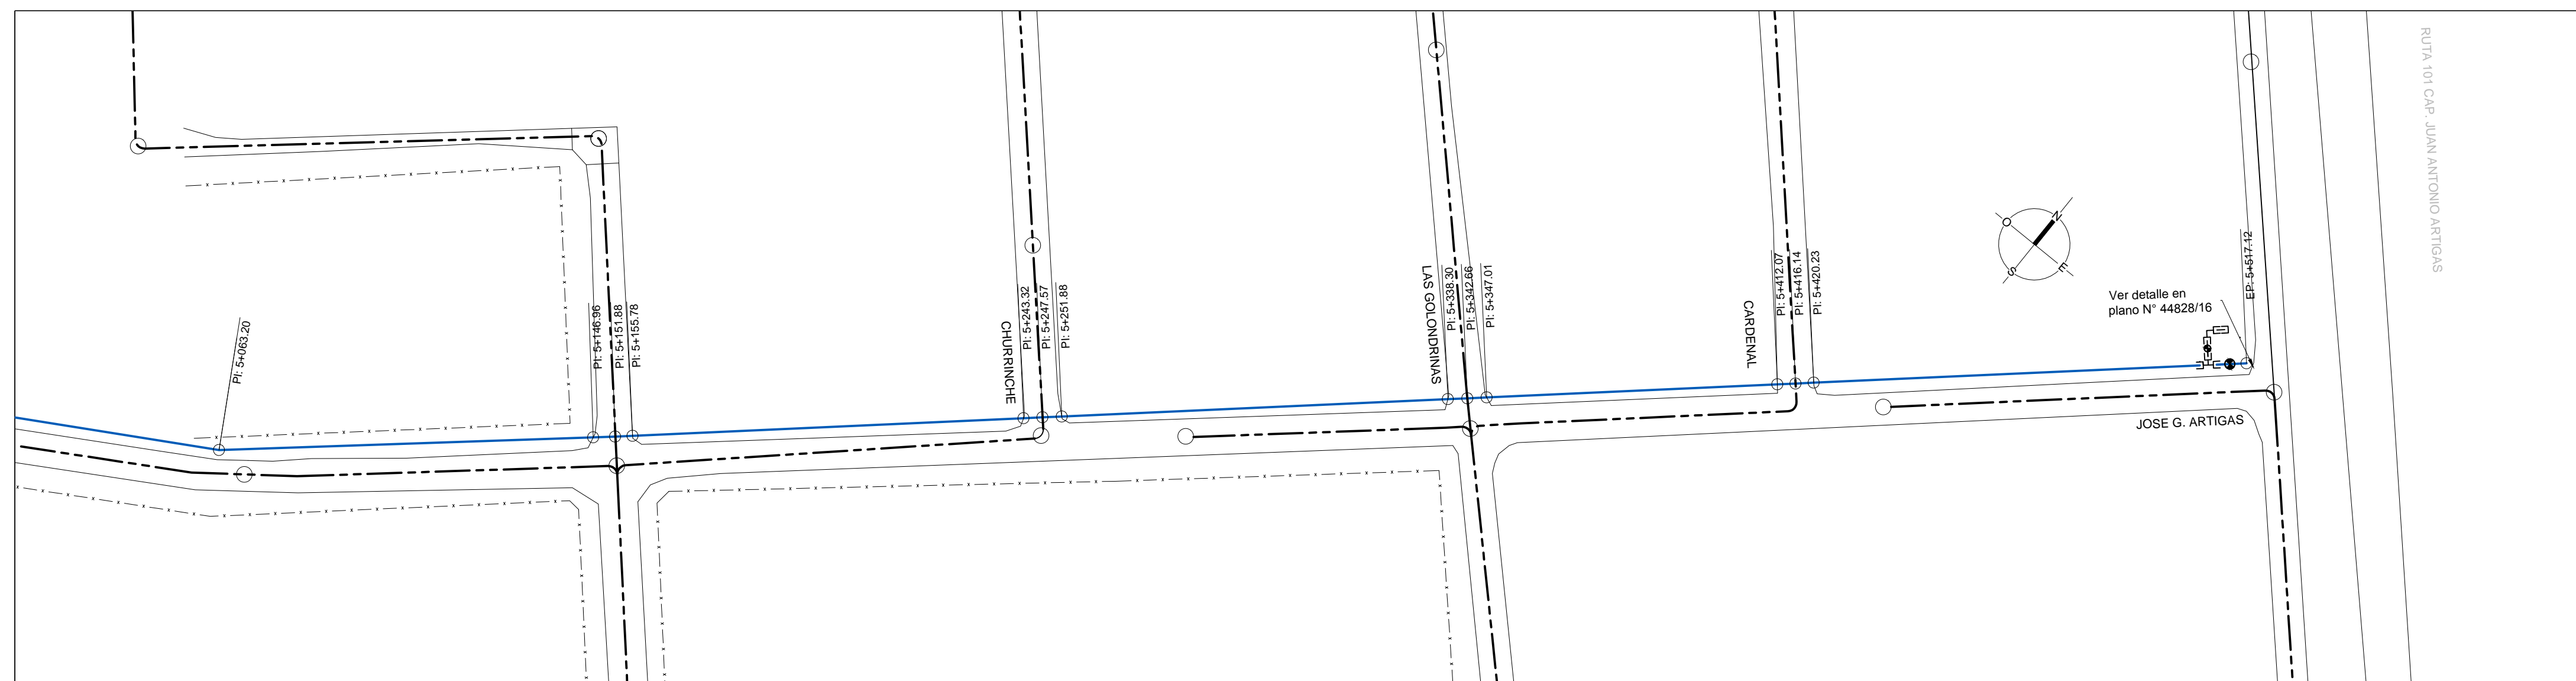 RUTA 101 CAP. JUAN ANTONIO ARTIGAS
PI: 5+063.20
PI: 5+146.96
PI: 5+151.88
PI: 5+155.78
CHURRINCHE
PI: 5+243.32
PI: 5+247.57
PI: 5+251.88
LAS GOLONDRINAS
PI: 5+338.30
PI: 5+342.66
PI: 5+347.01
CARDENAL
PI: 5+412.07
PI: 5+416.14
PI: 5+420.23
O
N
S
E
Ver detalle en
plano N° 44828/16
EP: 5+517.12
JOSE G. ARTIGAS